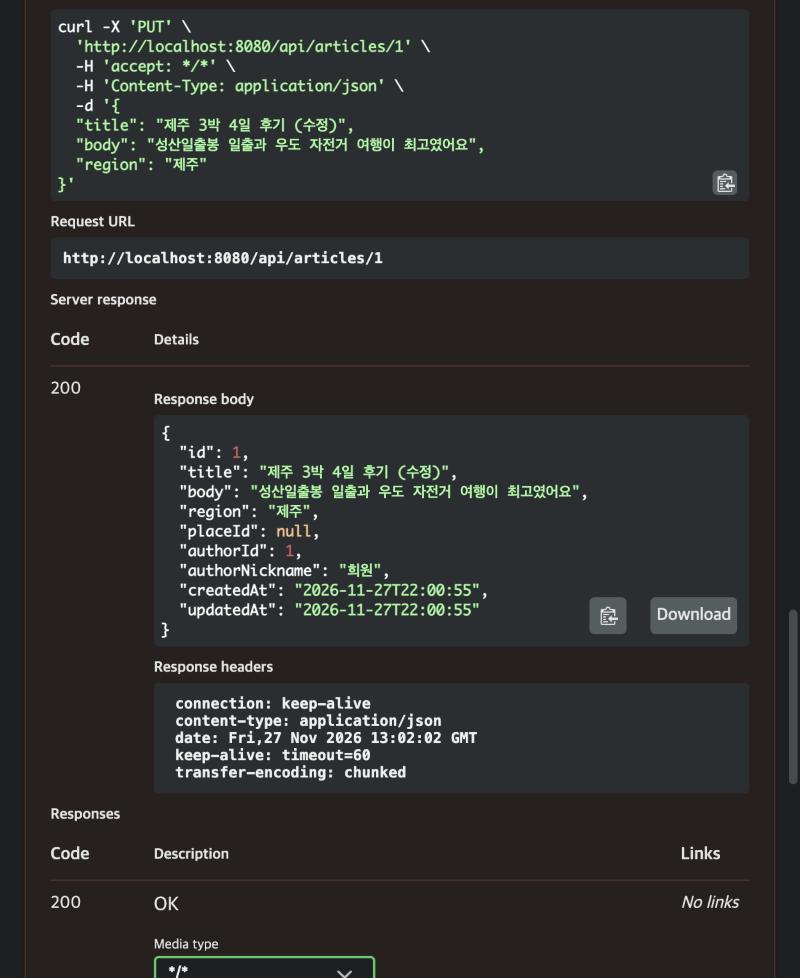 curl -X 'PUT' \
  'http://localhost:8080/api/articles/1' \
  -H 'accept: */*' \
  -H 'Content-Type: application/json' \
  -d '{
  "title": "제주 3박 4일 후기 (수정)",
  "body": "성산일출봉 일출과 우도 자전거 여행이 최고였어요",
  "region": "제주"
}'
Request URL
http://localhost:8080/api/articles/1
Server response
Code Details
200
Response body
{
  "id": 1,
  "title": "제주 3박 4일 후기 (수정)",
  "body": "성산일출봉 일출과 우도 자전거 여행이 최고였어요",
  "region": "제주",
  "placeId": null,
  "authorId": 1,
  "authorNickname": "희원",
  "createdAt": "2026-11-27T22:00:55",
  "updatedAt": "2026-11-27T22:00:55"
}
Download
Response headers
connection: keep-alive
content-type: application/json
date: Fri,27 Nov 2026 13:02:02 GMT
keep-alive: timeout=60
transfer-encoding: chunked
Responses
Code Description Links
200 OK No links
Media type
*/*